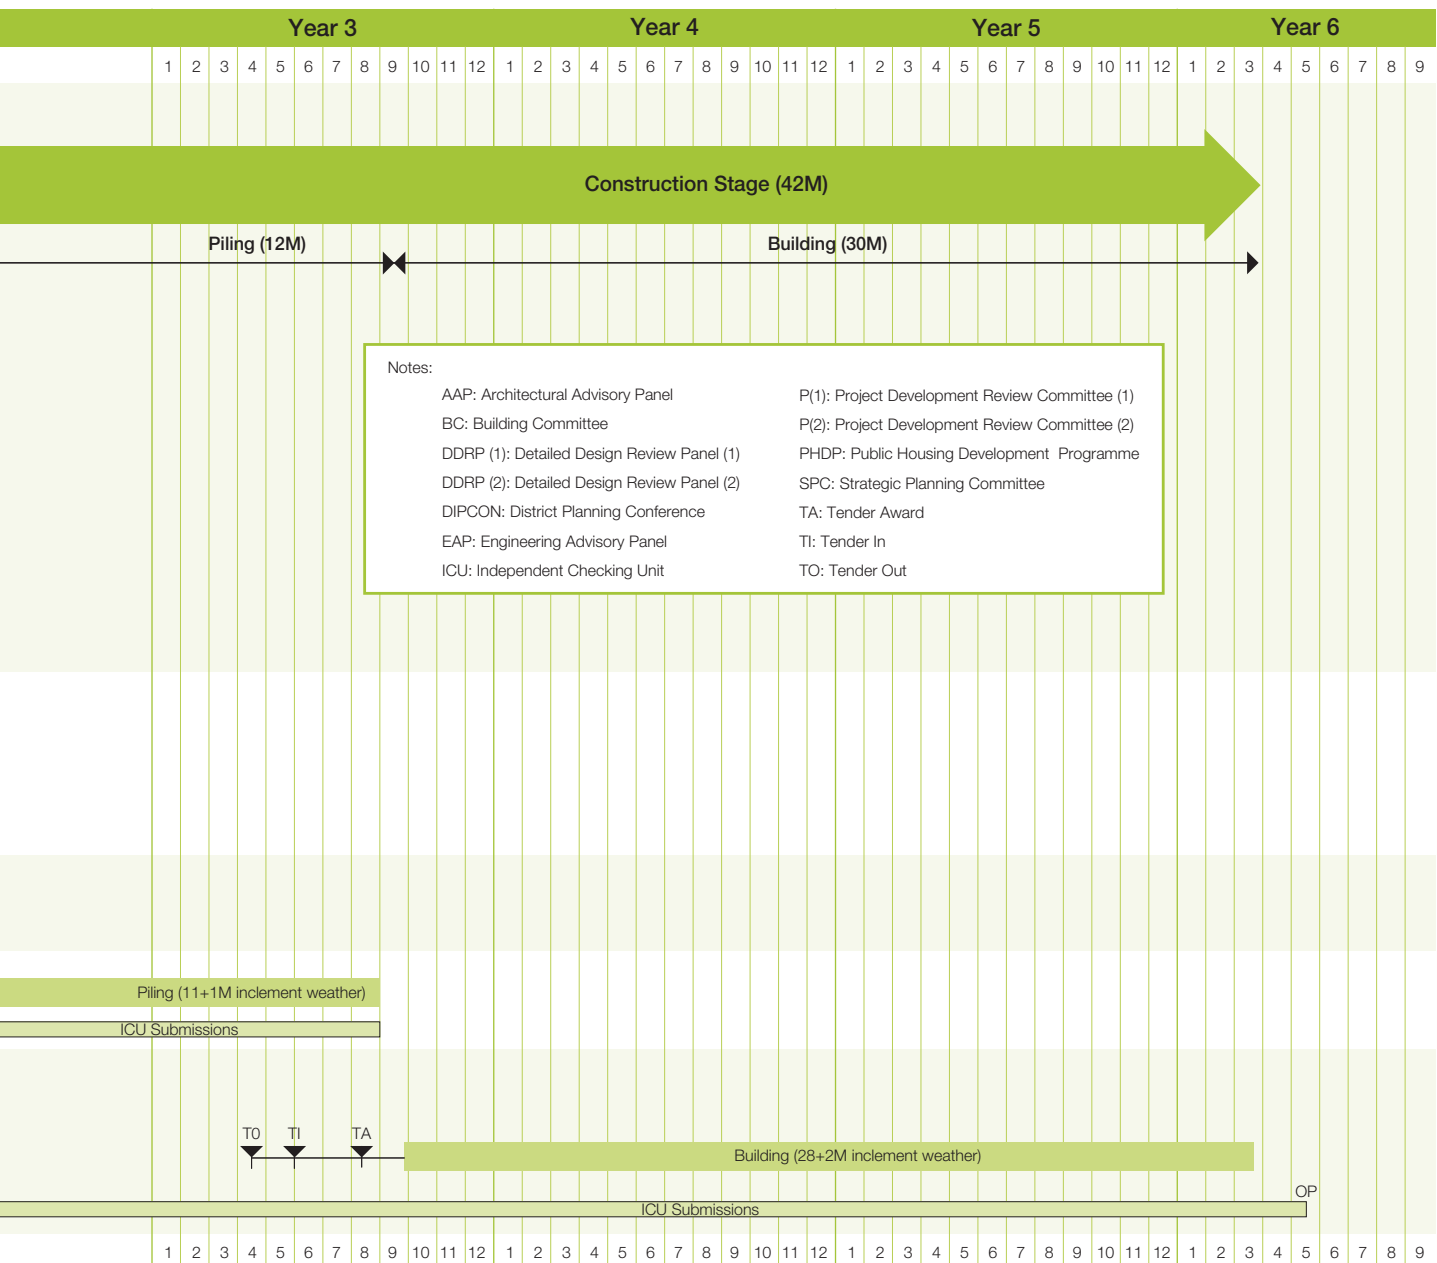 Year 3 Year 4 Year 5 Year 6
1 2 3 4 5 6 7 8 9 10 11 12 1 2 3 4 5 6 7 8 9 10 11 12 1 2 3 4 5 6 7 8 9 10 11 12 1 2 3 4 5 6 7 8 9
Construction Stage (42M)
Piling (12M) Building (30M)
Notes:
AAP: Architectural Advisory Panel
BC: Building Committee
DDRP (1): Detailed Design Review Panel (1)
DDRP (2): Detailed Design Review Panel (2)
DIPCON: District Planning Conference
EAP: Engineering Advisory Panel
ICU: Independent Checking Unit
P(1): Project Development Review Committee (1)
P(2): Project Development Review Committee (2)
PHDP: Public Housing Development Programme
SPC: Strategic Planning Committee
TA: Tender Award
TI: Tender In
TO: Tender Out
Piling (11+1M inclement weather)
ICU Submissions
T0 TI TA
Building (28+2M inclement weather)
OP
ICU Submissions
1 2 3 4 5 6 7 8 9 10 11 12 1 2 3 4 5 6 7 8 9 10 11 12 1 2 3 4 5 6 7 8 9 10 11 12 1 2 3 4 5 6 7 8 9